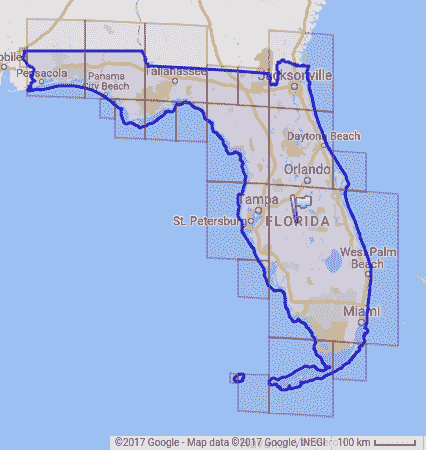 Mobile
Pensacola
Panama
City Beach
Tallahassee
Jacksonville
Daytona Beach
Orlando
Tampa
St. Petersburg
FLORIDA
West Palm
Beach
Miami
©2017 Google - Map data ©2017 Google, INEGI
100 km